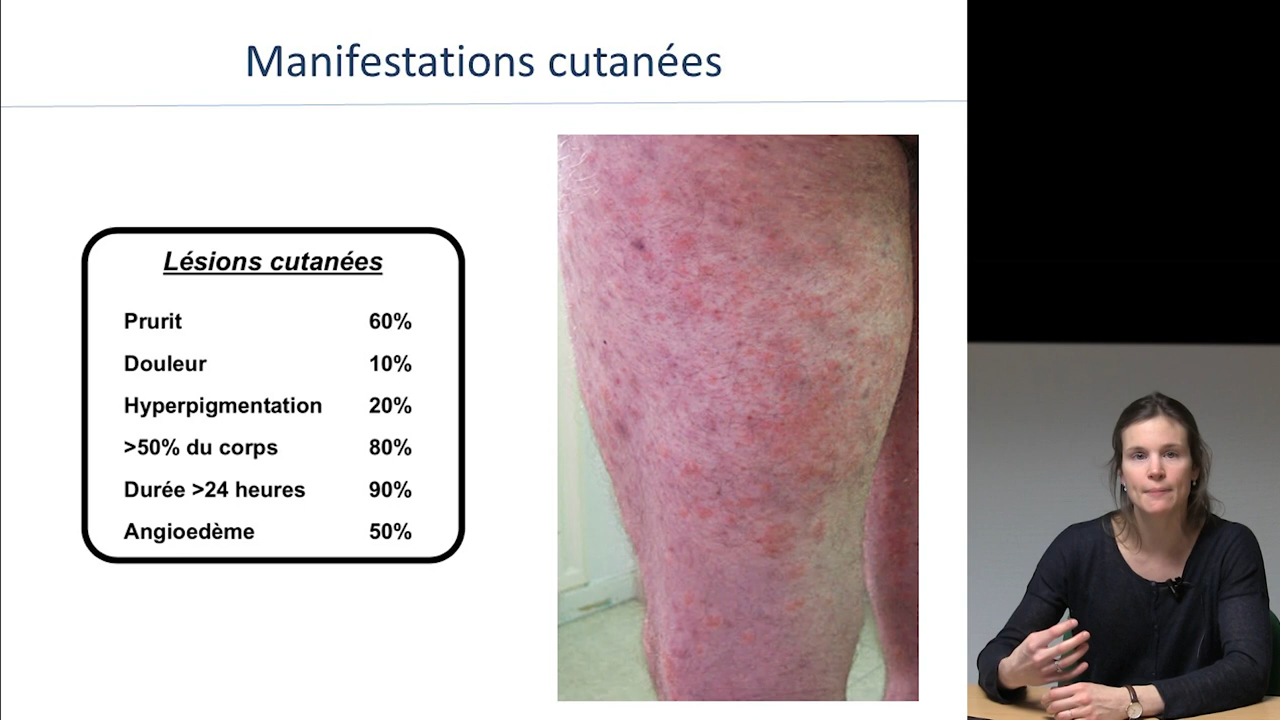 Manifestations cutanées
Lésions cutanées
Prurit 60%
Douleur 10%
Hyperpigmentation 20%
>50% du corps 80%
Durée >24 heures 90%
Angioedème 50%